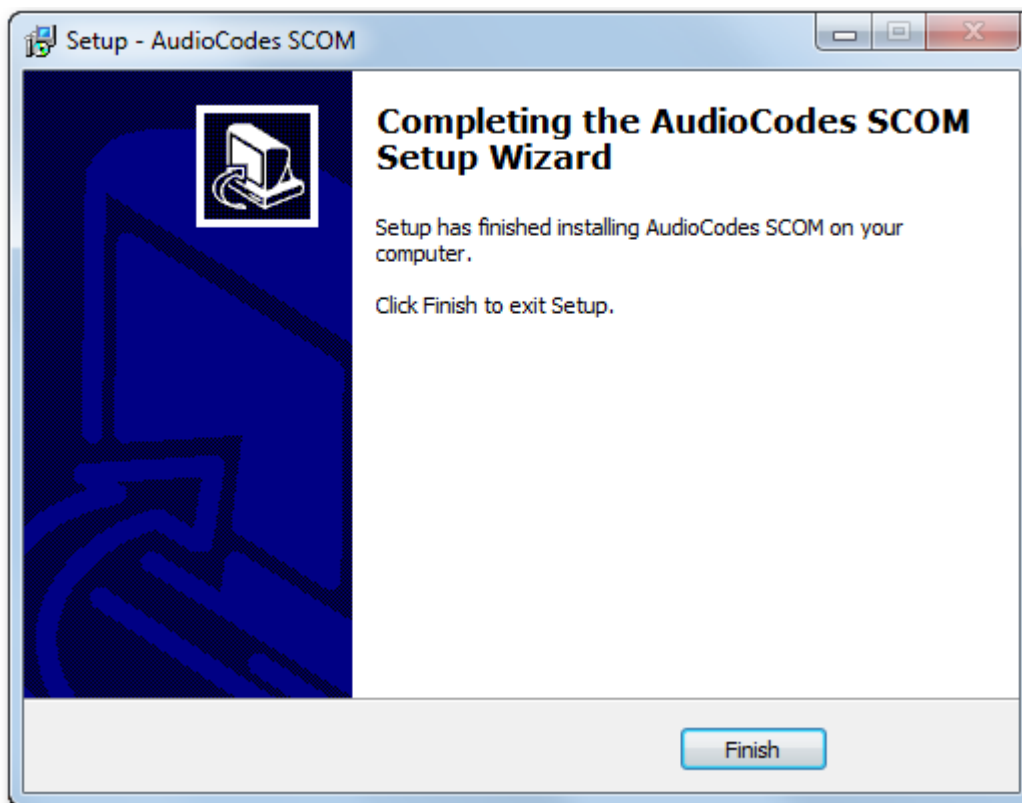 Setup - AudioCodes SCOM
Completing the AudioCodes SCOM
Setup Wizard
Setup has finished installing AudioCodes SCOM on your
computer.
Click Finish to exit Setup.
Finish